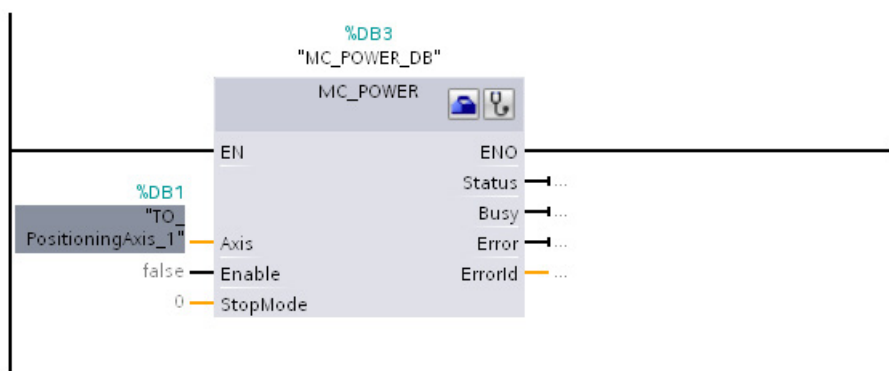 %DB3
"MC_POWER_DB"
MC_POWER
EN ENO
Status ...
%DB1
"TO_
Busy ...
PositioningAxis_1" Axis Error ...
false Enable ErrorId ...
0 StopMode